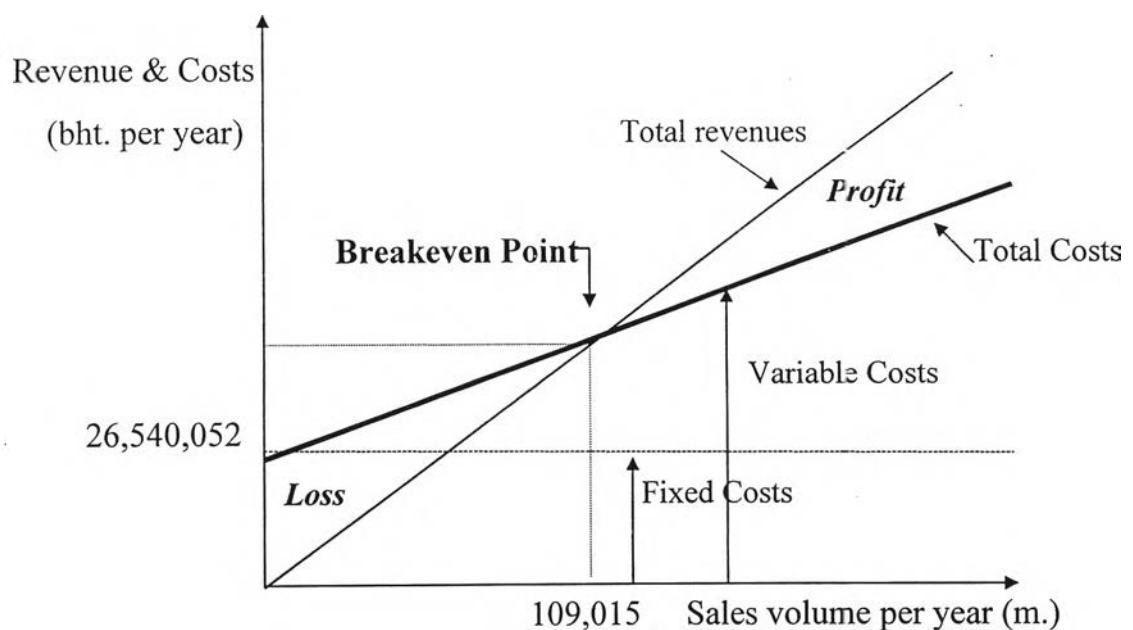 Revenue & Costs
(bht. per year)
Total revenues
Profit
Breakeven Point
Total Costs
Variable Costs
26,540,052
Loss
Fixed Costs
109,015
Sales volume per year (m.)